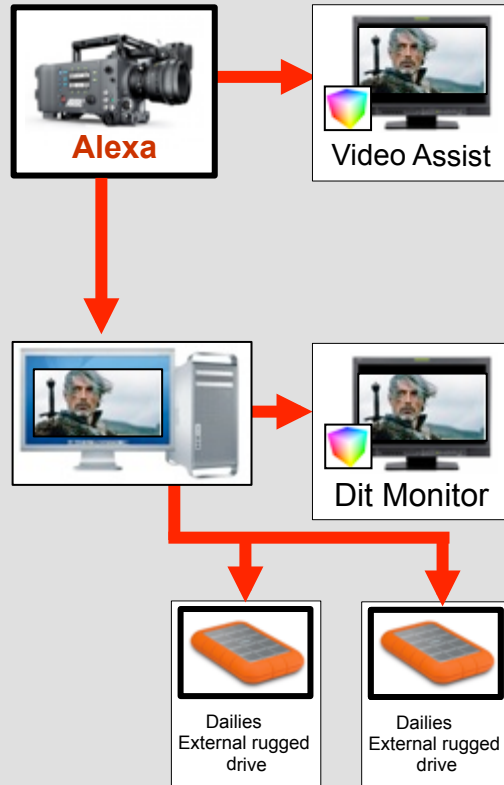 Alexa
Video Assist
Dit Monitor
Dailies
External rugged
drive
Dailies
External rugged
drive